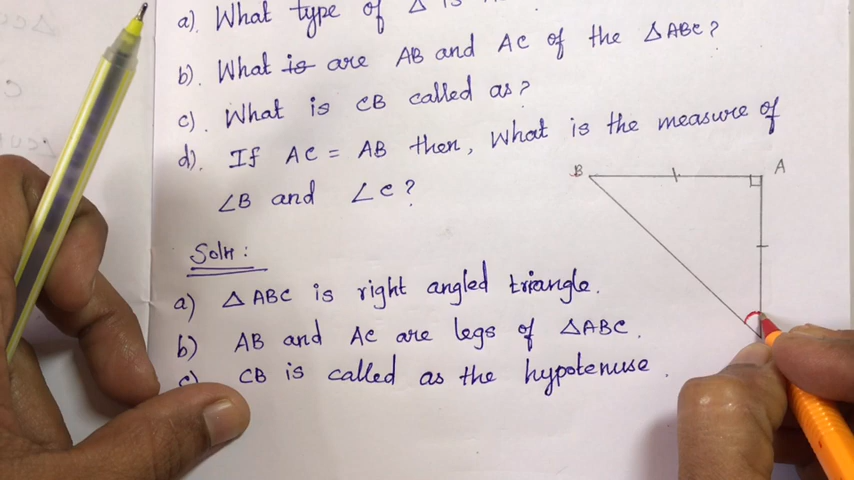 a). What type of Δ is
b). What is are AB and AC of the ΔABC?
c). What is CB called as?
d). If AC = AB then, What is the measure of
∠B and ∠C?
B
A
Soln:
a) Δ ABC is right angled triangle.
b) AB and AC are legs of ΔABC.
c) CB is called as the hypotenuse.